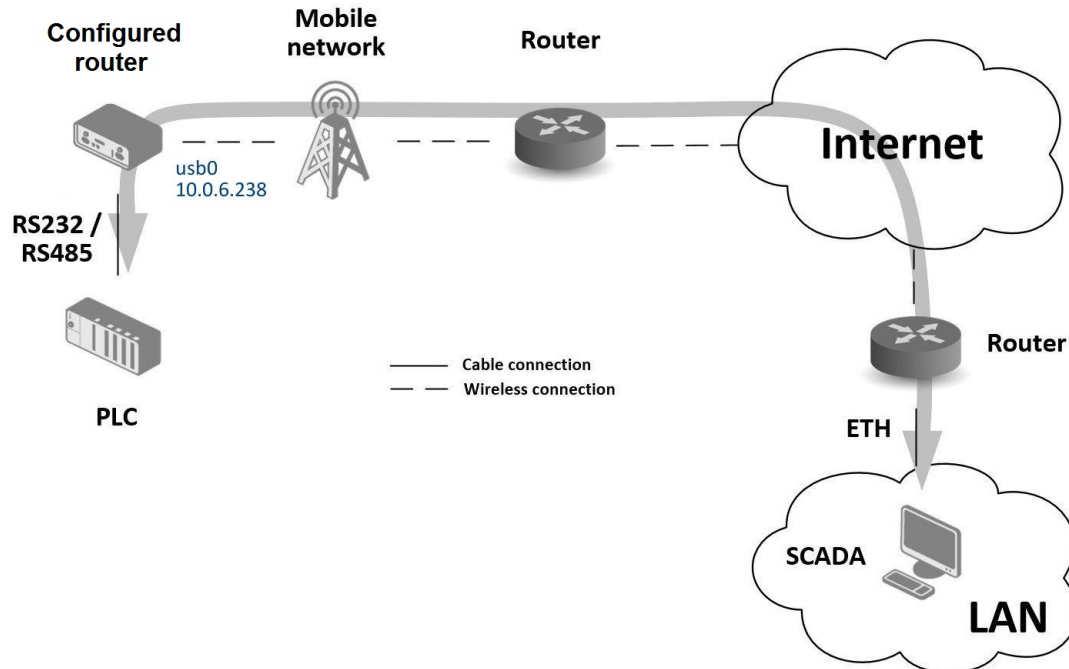 Configured
router
Mobile
network
Router
Internet
usb0
10.0.6.238
RS232 /
RS485
Router
Cable connection
Wireless connection
PLC
ETH
SCADA
LAN